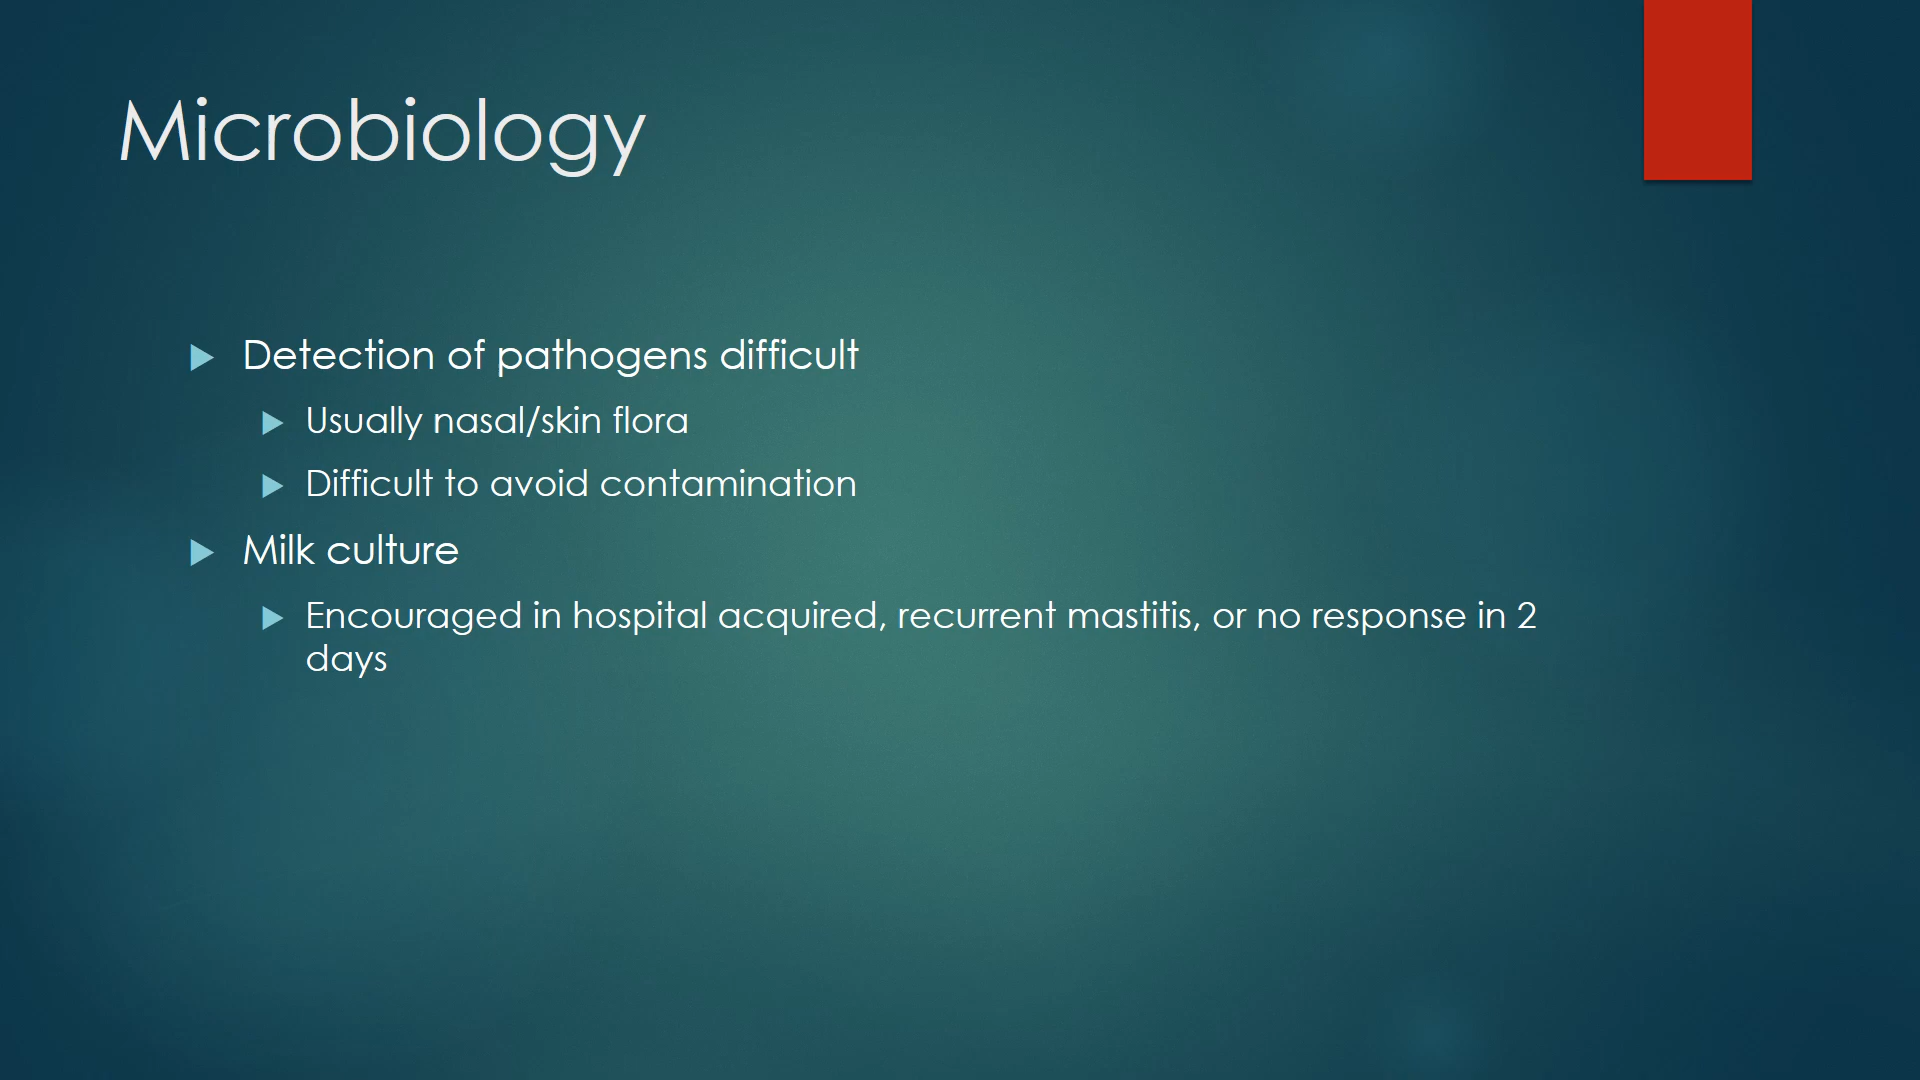 Microbiology
Detection of pathogens difficult
Usually nasal/skin flora
Difficult to avoid contamination
Milk culture
Encouraged in hospital acquired, recurrent mastitis, or no response in 2
days